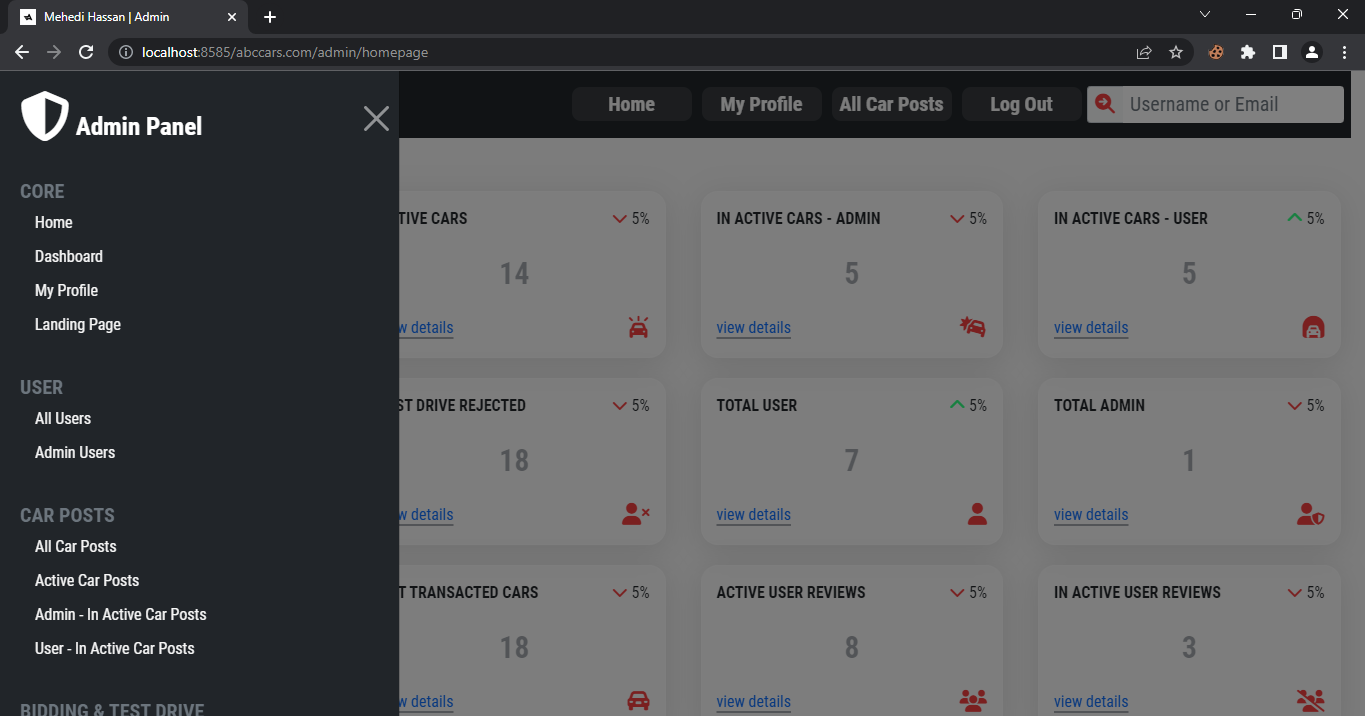 Mehedi Hassan | Admin
localhost:8585/abccars.com/admin/homepage
Admin Panel
Home
My Profile
All Car Posts
Log Out
Username or Email
CORE
Home
Dashboard
My Profile
Landing Page
USER
All Users
Admin Users
CAR POSTS
All Car Posts
Active Car Posts
Admin - In Active Car Posts
User - In Active Car Posts
BIDDING & TEST DRIVE
TIVE CARS 5%
14
w details
IN ACTIVE CARS - ADMIN 5%
5
view details
IN ACTIVE CARS - USER 5%
5
view details
ST DRIVE REJECTED 5%
18
w details
TOTAL USER 5%
7
view details
TOTAL ADMIN 5%
1
view details
T TRANSACTED CARS 5%
18
w details
ACTIVE USER REVIEWS 5%
8
view details
IN ACTIVE USER REVIEWS 5%
3
view details